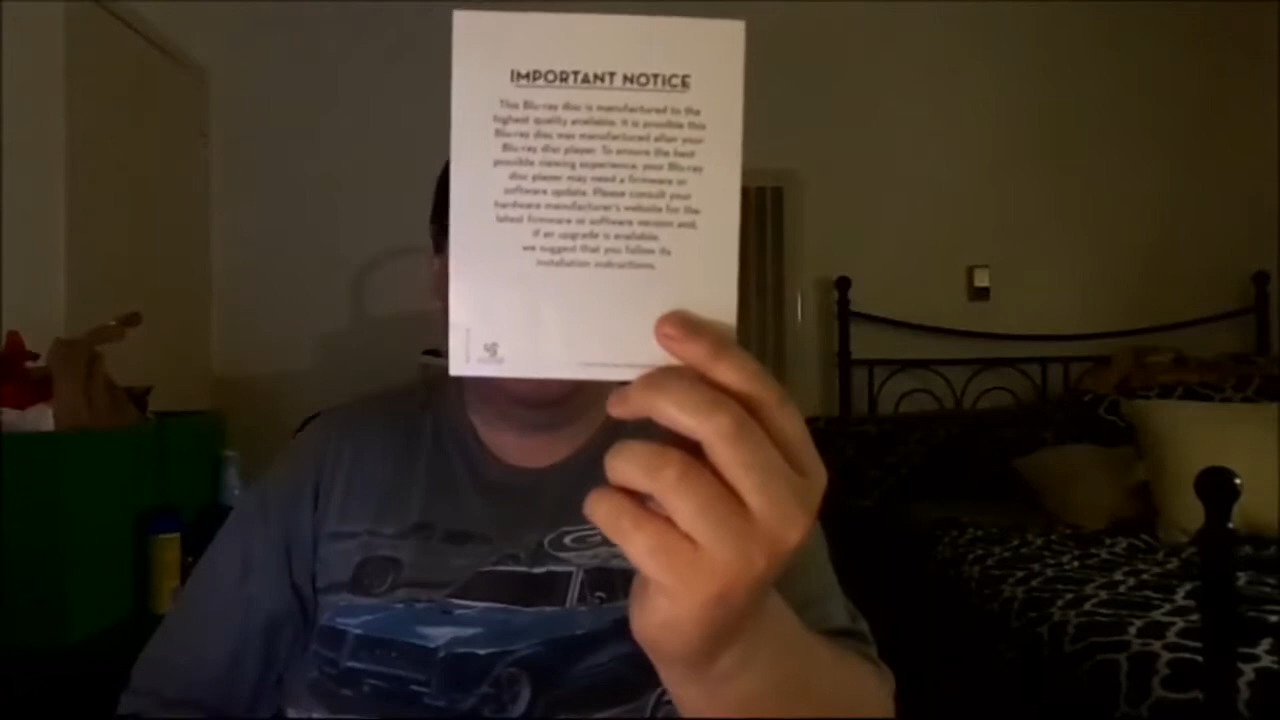 IMPORTANT NOTICE
This Blu-ray disc is manufactured to the
highest quality available. It is possible this
Blu-ray disc was manufactured after your
Blu-ray disc player. To ensure the best
possible viewing experience, your Blu-ray
disc player may need a firmware or
software update. Please consult your
hardware manufacturer's website for the
latest firmware or software version and,
if an upgrade is available,
we suggest that you follow its
installation instructions.